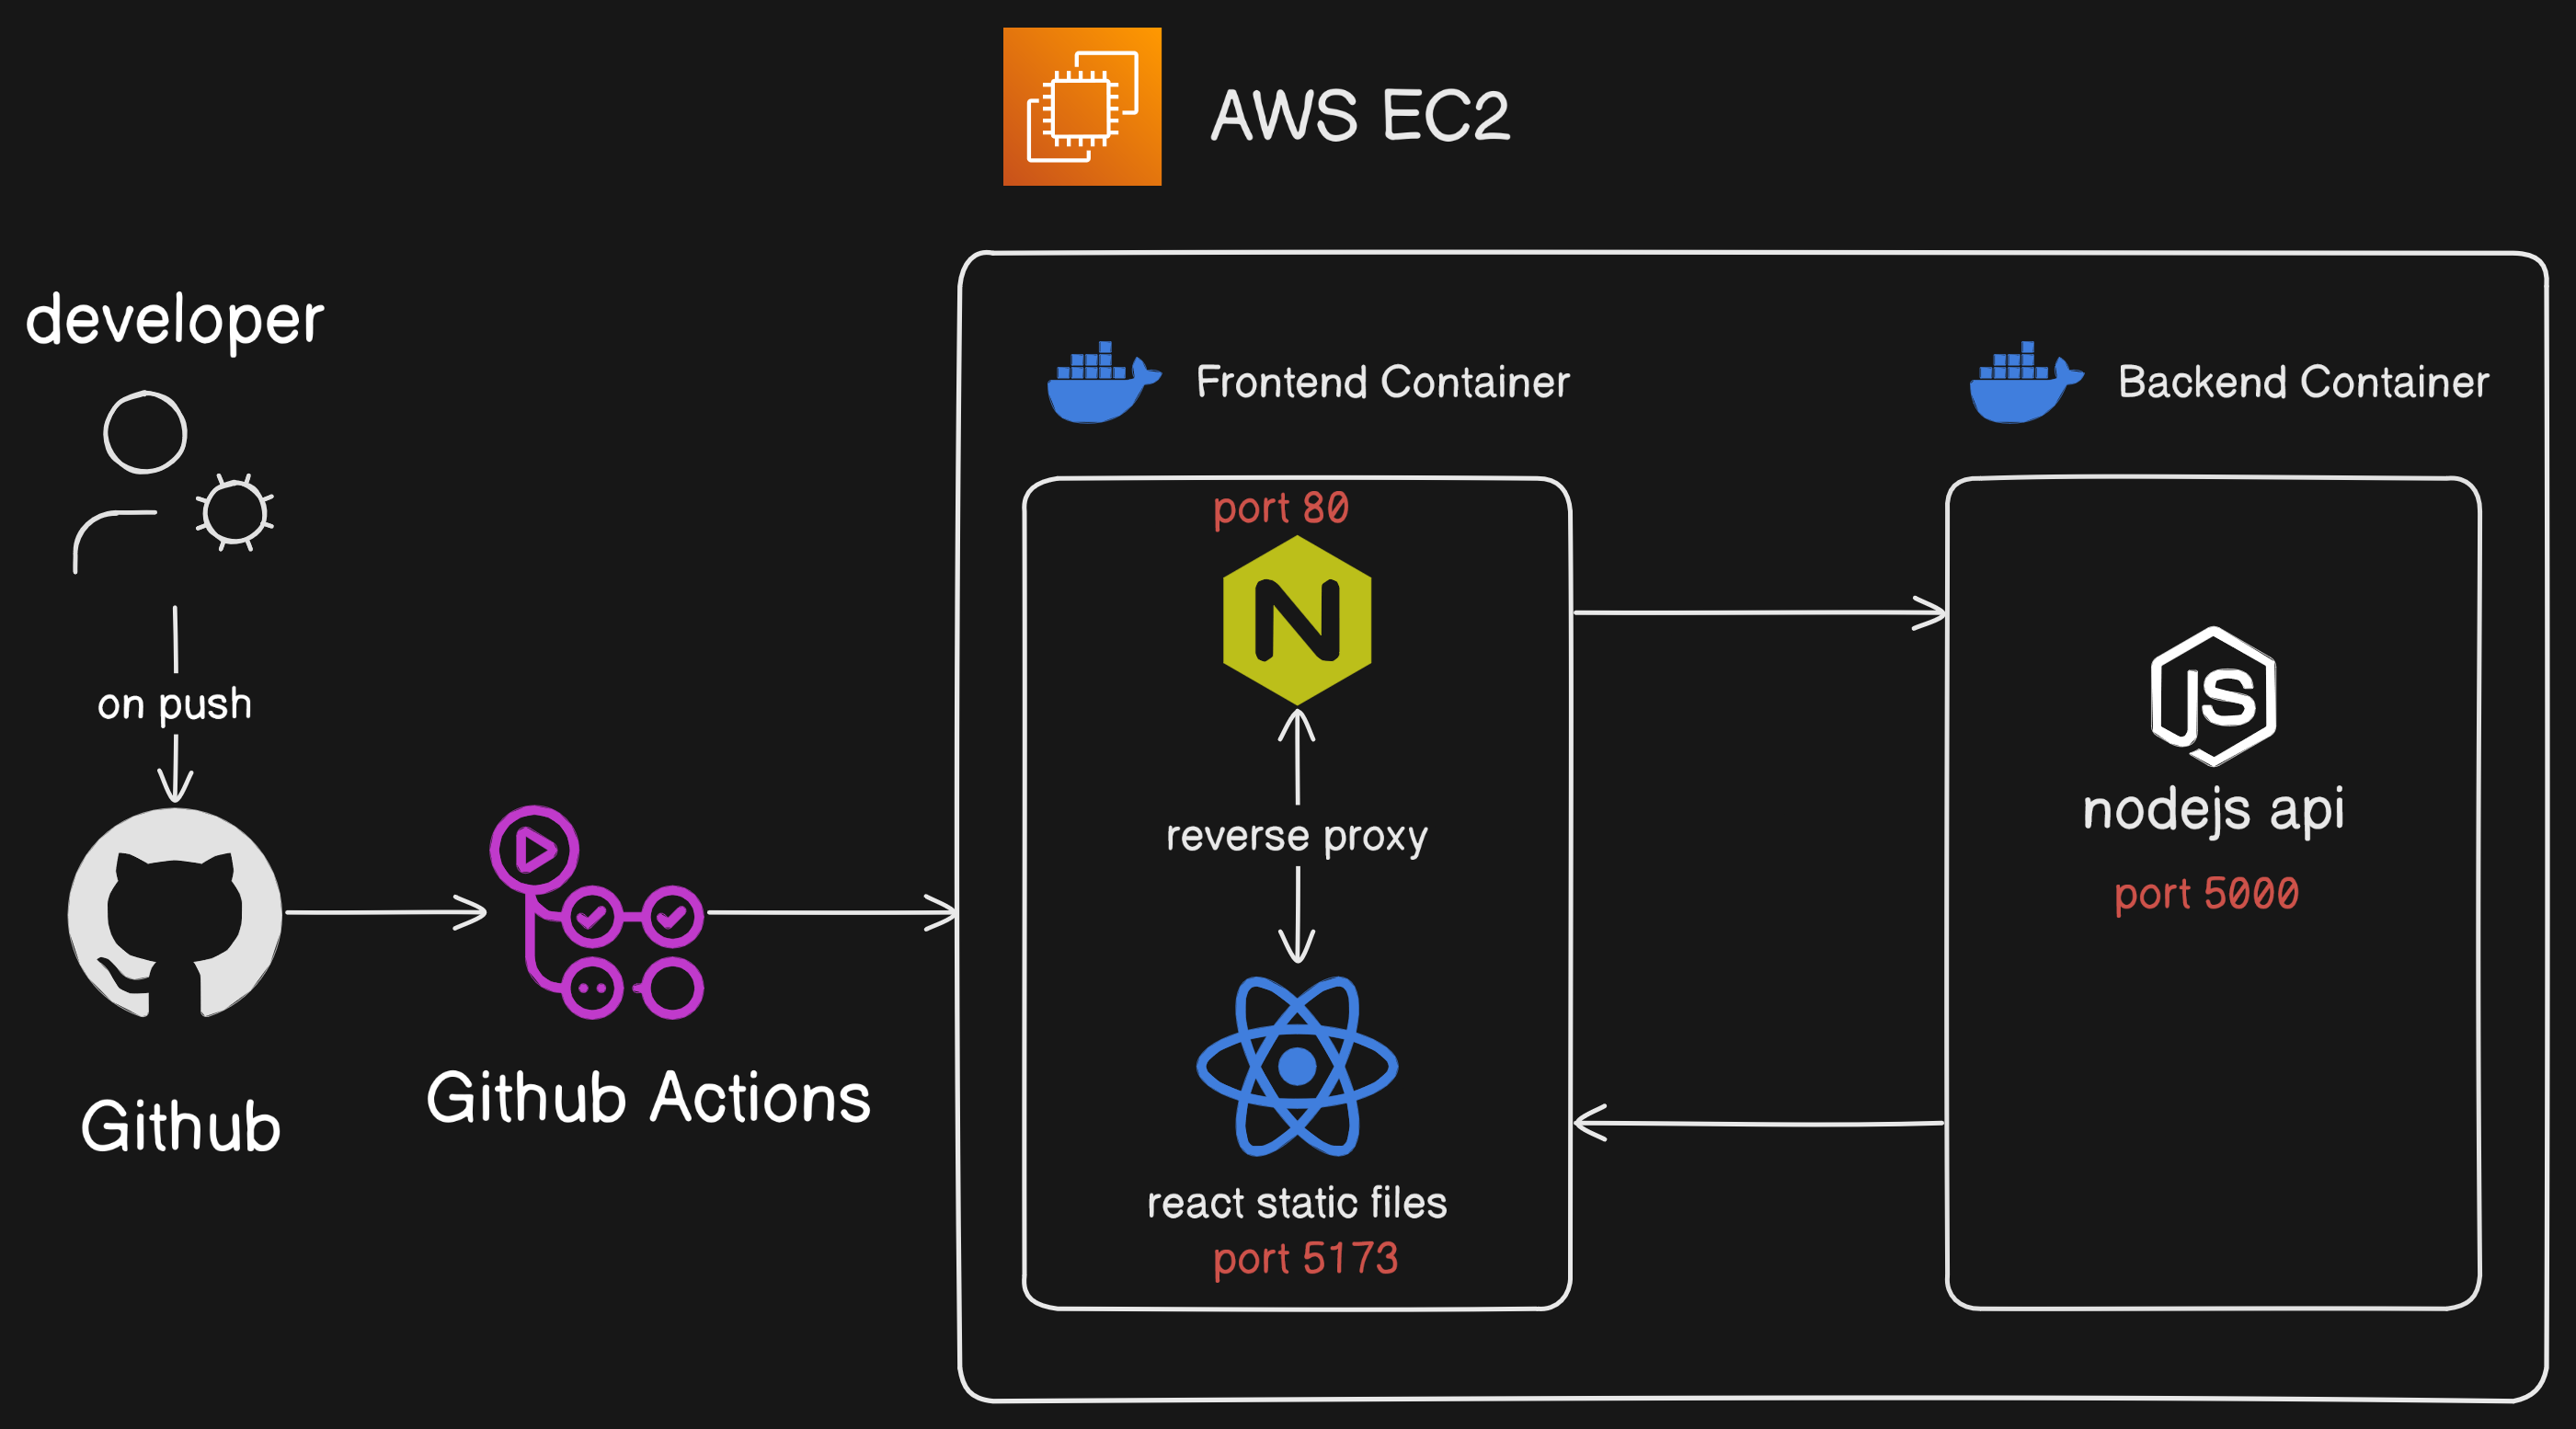 AWS EC2
developer
on push
Github
Github Actions
Frontend Container
port 80
N
reverse proxy
react static files
port 5173
Backend Container
JS
nodejs api
port 5000